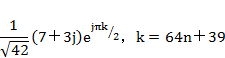 1/√42 (7+3j)e^{jπk/2}, k = 64n+39